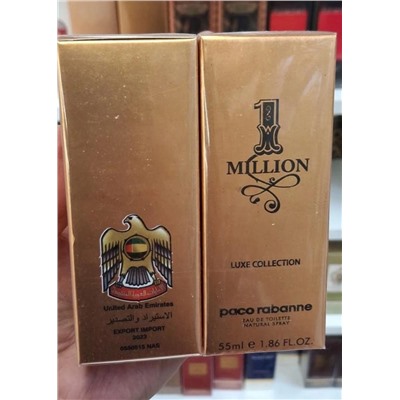 United Arab Emirates
الاستيراد والتصدير
EXPORT IMPORT
1
MILLION
LUXE COLLECTION
paco rabanne
EAU DE TOILETTE
NATURAL SPRAY
55ml e 1,86 FL.OZ.